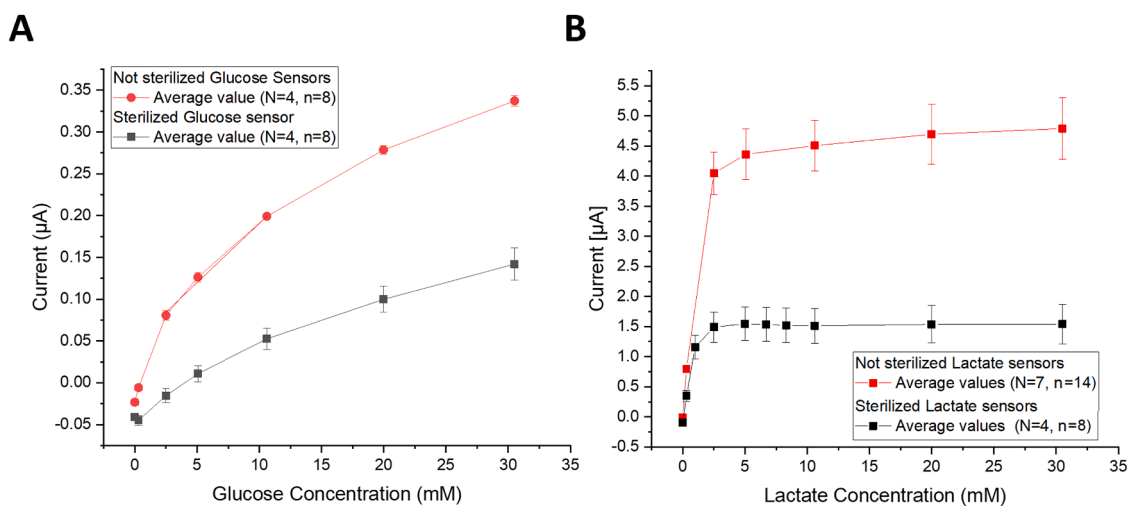 A
Not sterilized Glucose Sensors
Average value (N=4, n=8)
Sterilized Glucose sensor
Average value (N=4, n=8)
0.35
0.30
0.25
0.20
0.15
0.10
0.05
0.00
-0.05
Current (µA)
0 5 10 15 20 25 30 35
Glucose Concentration (mM)
B
5.5
5.0
4.5
4.0
3.5
3.0
2.5
2.0
1.5
1.0
0.5
0.0
-0.5
Current [µA]
Not sterilized Lactate sensors
Average values (N=7, n=14)
Sterilized Lactate sensors
Average values (N=4, n=8)
0 5 10 15 20 25 30 35
Lactate Concentration (mM)